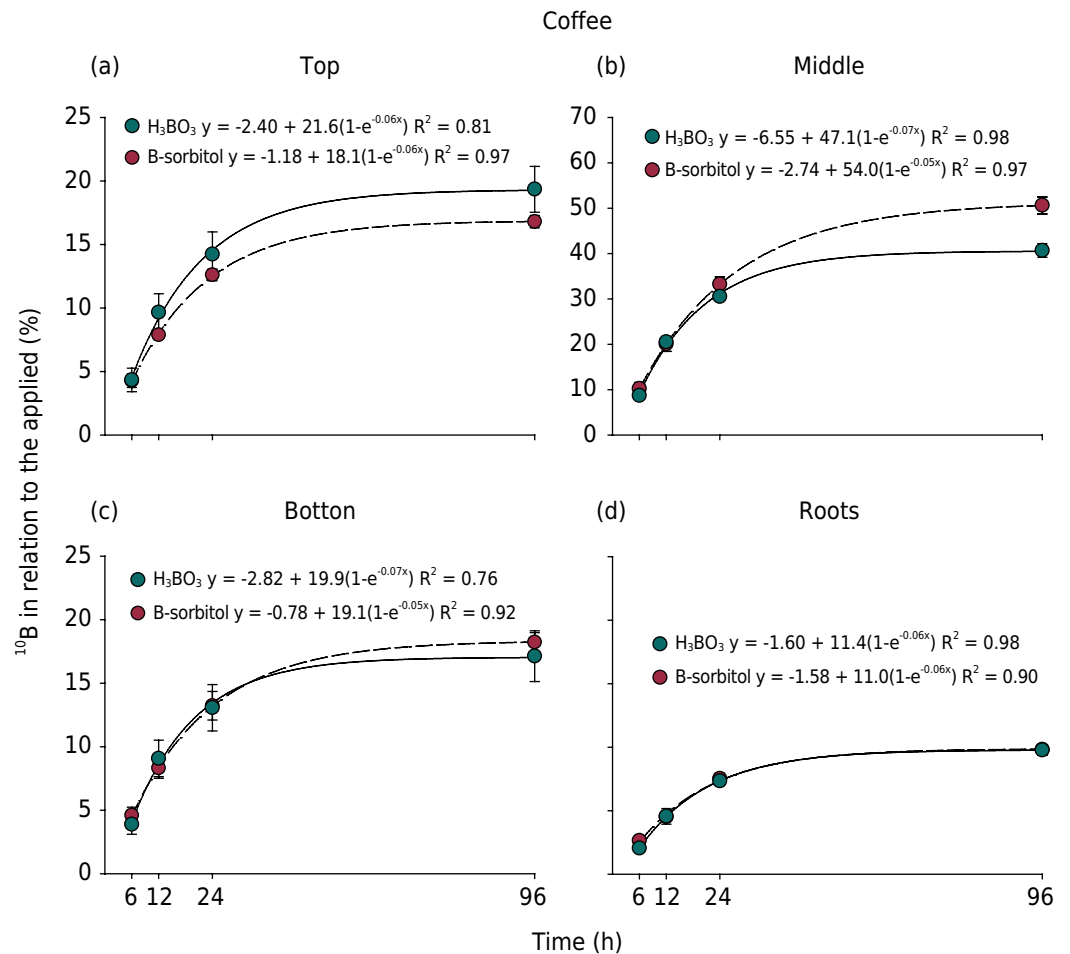 Coffee
(a) Top
25
20
15
10
5
0
H₃BO₃ y = -2.40 + 21.6(1-e⁻⁰·⁰⁶ˣ) R² = 0.81
B-sorbitol y = -1.18 + 18.1(1-e⁻⁰·⁰⁶ˣ) R² = 0.97
(b) Middle
70
60
50
40
30
20
10
0
H₃BO₃ y = -6.55 + 47.1(1-e⁻⁰·⁰⁷ˣ) R² = 0.98
B-sorbitol y = -2.74 + 54.0(1-e⁻⁰·⁰⁵ˣ) R² = 0.97
¹⁰B in relation to the applied (%)
(c) Botton
25
20
15
10
5
0
H₃BO₃ y = -2.82 + 19.9(1-e⁻⁰·⁰⁷ˣ) R² = 0.76
B-sorbitol y = -0.78 + 19.1(1-e⁻⁰·⁰⁵ˣ) R² = 0.92
6 12 24 96
(d) Roots
H₃BO₃ y = -1.60 + 11.4(1-e⁻⁰·⁰⁶ˣ) R² = 0.98
B-sorbitol y = -1.58 + 11.0(1-e⁻⁰·⁰⁶ˣ) R² = 0.90
6 12 24 96
Time (h)